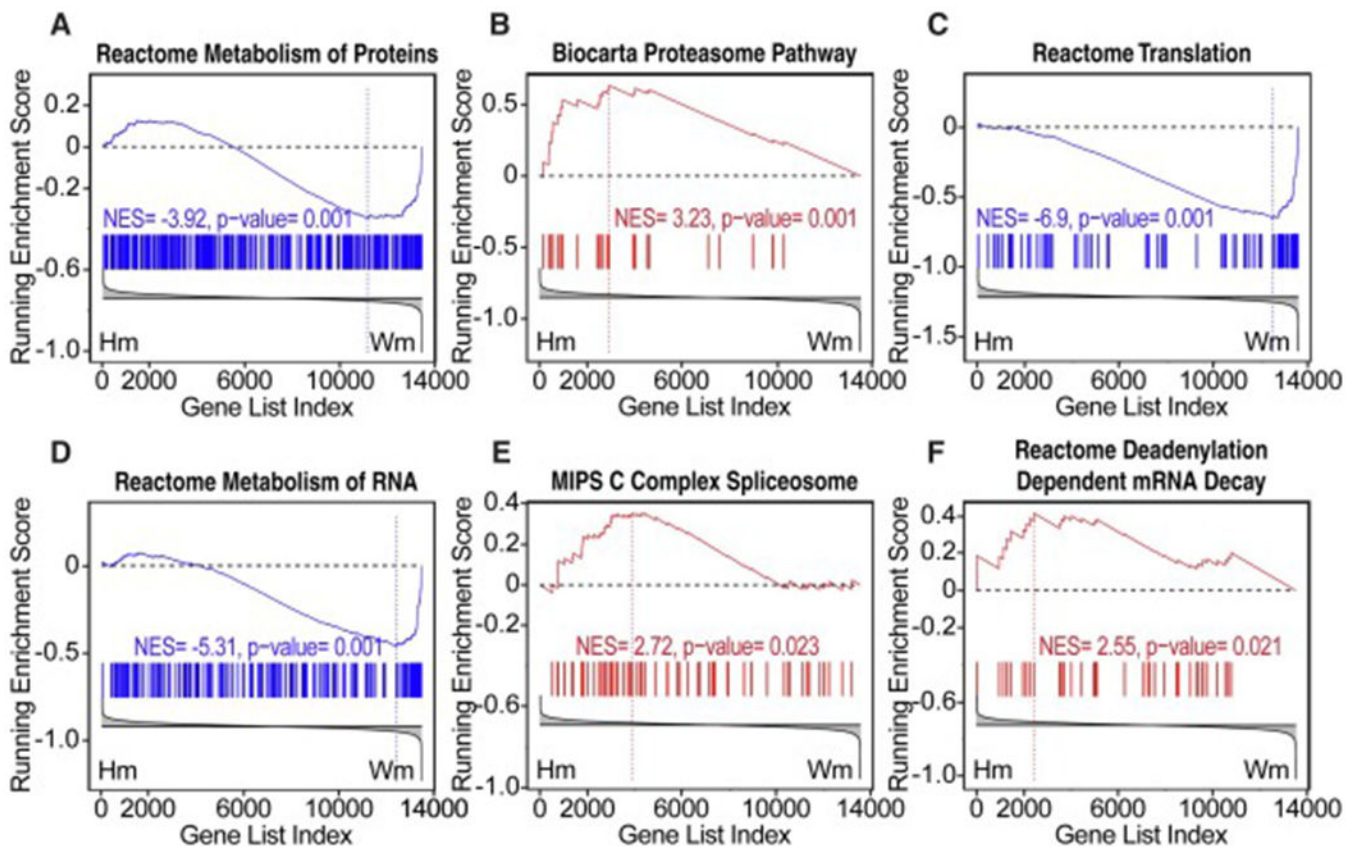 A
Reactome Metabolism of Proteins
Running Enrichment Score
0.2
0
-0.2
-0.6
-1.0
NES= -3.92, p-value= 0.001
Hm
Wm
0 2000 6000 10000 14000
Gene List Index
B
Biocarta Proteasome Pathway
Running Enrichment Score
0.5
0
-0.5
-1.0
NES= 3.23, p-value= 0.001
Hm
Wm
0 2000 6000 10000 14000
Gene List Index
C
Reactome Translation
Running Enrichment Score
0
-0.5
-1.0
-1.5
NES= -6.9, p-value= 0.001
Hm
Wm
0 2000 6000 10000 14000
Gene List Index
D
Reactome Metabolism of RNA
Running Enrichment Score
0
-0.5
-1.0
NES= -5.31, p-value= 0.001
Hm
Wm
0 2000 6000 10000 14000
Gene List Index
E
MIPS C Complex Spliceosome
Running Enrichment Score
0.4
0.2
0
-0.2
-0.6
-1.0
NES= 2.72, p-value= 0.023
Hm
Wm
0 2000 6000 10000 14000
Gene List Index
F
Reactome Deadenylation
Dependent mRNA Decay
Running Enrichment Score
0.4
0.2
0
-0.2
-0.6
-1.0
NES= 2.55, p-value= 0.021
Hm
Wm
0 2000 6000 10000 14000
Gene List Index